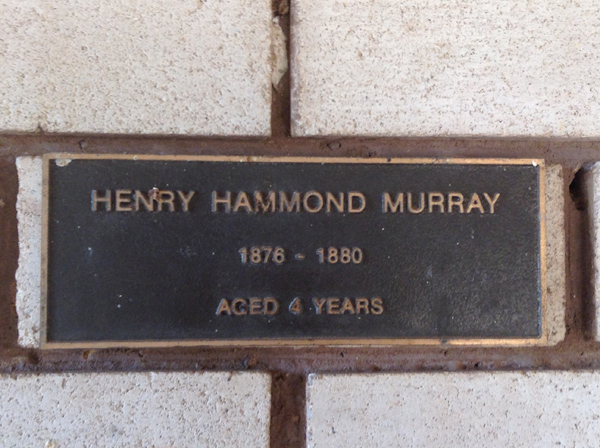 HENRY HAMMOND MURRAY
1876 - 1880
AGED 4 YEARS